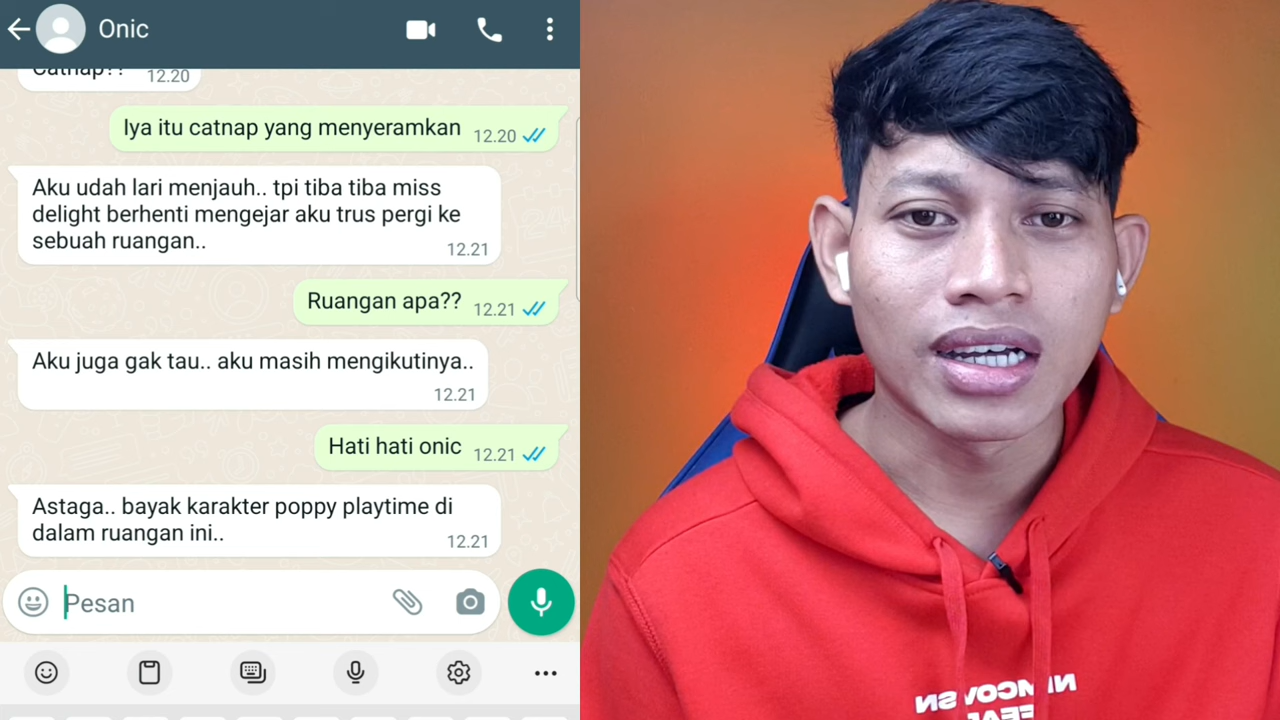 Onic
Catnap??
12.20
Iya itu catnap yang menyeramkan
12.20
Aku udah lari menjauh.. tpi tiba tiba miss
delight berhenti mengejar aku trus pergi ke
sebuah ruangan..
12.21
Ruangan apa??
12.21
Aku juga gak tau.. aku masih mengikutinya..
12.21
Hati hati onic
12.21
Astaga.. bayak karakter poppy playtime di
dalam ruangan ini..
12.21
Pesan